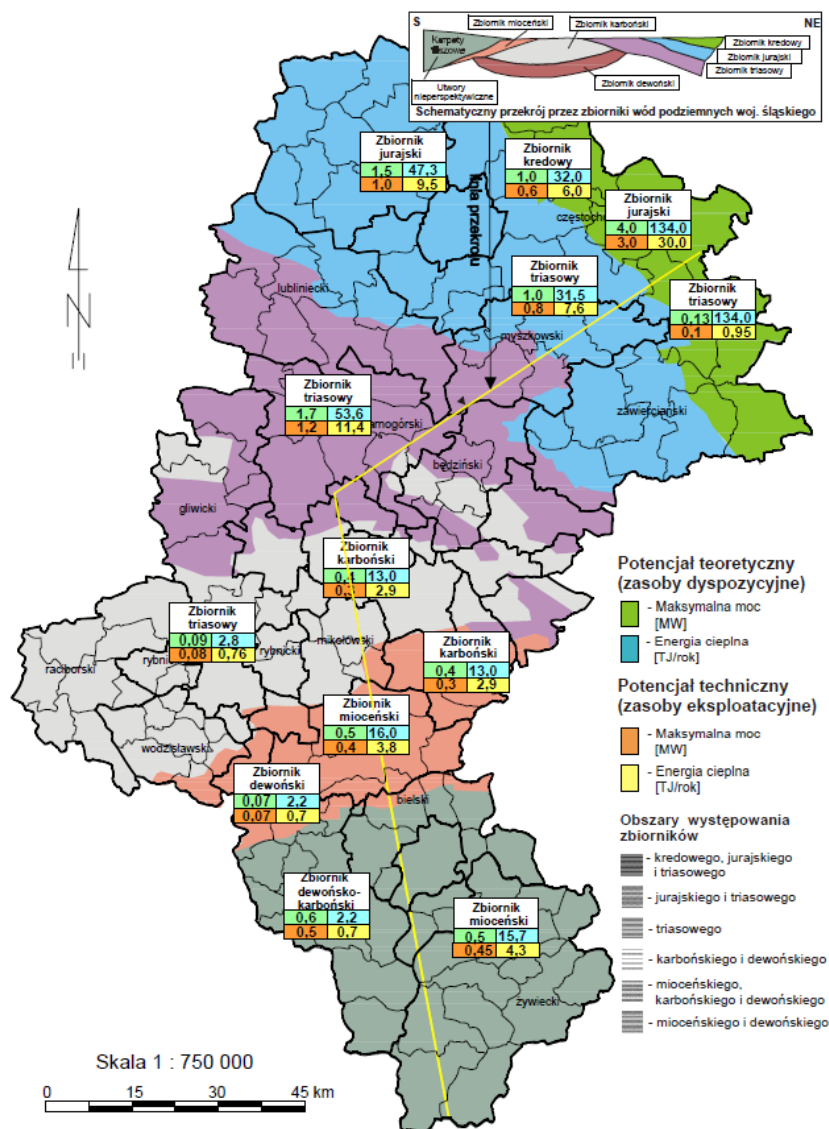 S
NE
Zbiornik mioceński
Zbiornik karboński
Karpaty
Zbiornik kredowy
Zbiornik jurajski
Zbiornik triasowy
Zbiornik dewoński
Utwory
nieperspektywiczne
Schematyczny przekrój przez zbiorniki wód podziemnych woj. śląskiego
Zbiornik
jurajski
1,5 47,3
1,0 9,5
Zbiornik
kredowy
1,0 32,0
0,6 6,0
linia przekroju
Zbiornik
jurajski
4,0 134,0
3,0 30,0
Zbiornik
triasowy
1,0 31,5
0,8 7,6
Zbiornik
triasowy
0,13 134,0
0,1 0,95
lubliniecki
myszkowski
N
Zbiornik
triasowy
1,7 53,6
1,2 11,4
zawierciański
będziński
gliwicki
Zbiornik
karboński
0,4 13,0
0,3 2,9
Zbiornik
triasowy
0,09 2,8
0,08 0,76
mikołowski
raciborski
rybnicki
Zbiornik
karboński
0,4 13,0
0,3 2,9
Zbiornik
mioceński
0,5 16,0
0,4 3,8
wodzisławski
Zbiornik
dewoński
0,07 2,2
0,07 0,7
bielski
Zbiornik
dewońsko-
karboński
0,6 2,2
0,5 0,7
Zbiornik
mioceński
0,5 15,7
0,45 4,3
żywiecki
Potencjał teoretyczny
(zasoby dyspozycyjne)
- Maksymalna moc
[MW]
- Energia cieplna
[TJ/rok]
Potencjał techniczny
(zasoby eksploatacyjne)
- Maksymalna moc
[MW]
- Energia cieplna
[TJ/rok]
Obszary występowania
zbiorników
- kredowego, jurajskiego
i triasowego
- jurajskiego i triasowego
- triasowego
- karbońskiego i dewońskiego
- mioceńskiego,
karbońskiego i dewońskiego
- mioceńskiego i dewońskiego
Skala 1 : 750 000
0 15 30 45 km